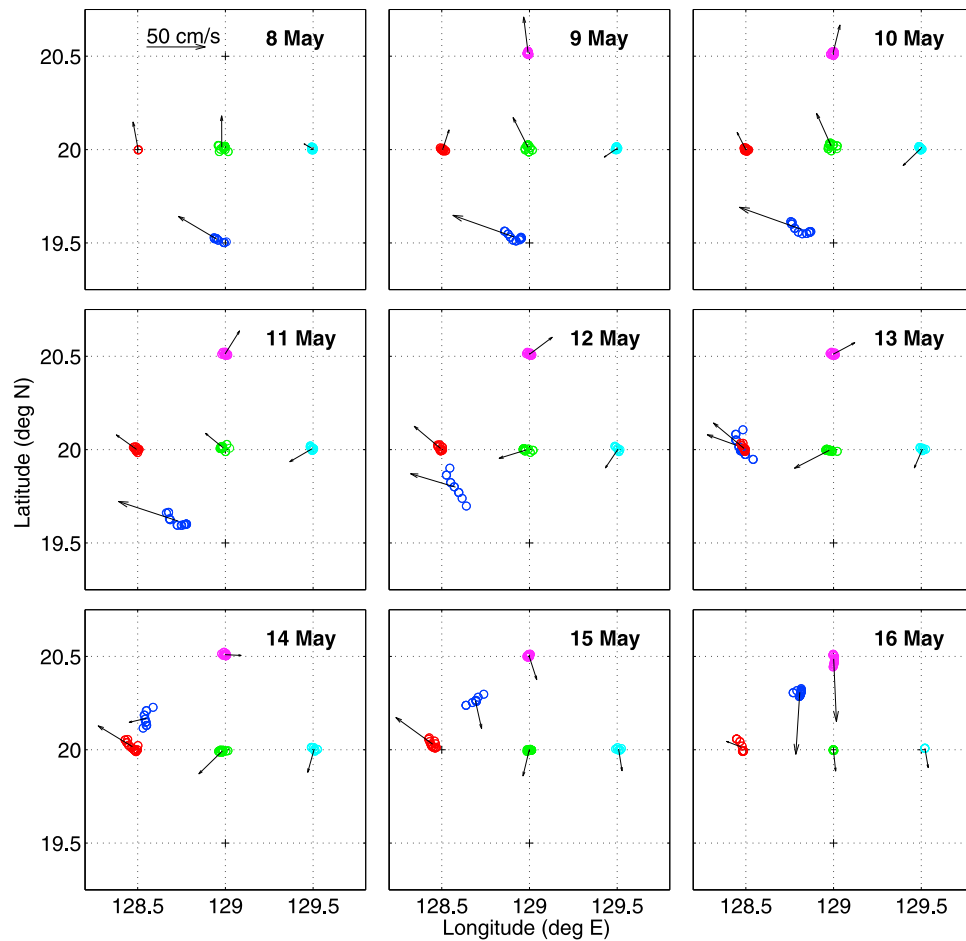 50 cm/s
8 May
9 May
10 May
20.5
20
19.5
11 May
12 May
13 May
20.5
20
19.5
Latitude (deg N)
14 May
15 May
16 May
20.5
20
19.5
128.5 129 129.5
128.5 129 129.5
128.5 129 129.5
Longitude (deg E)